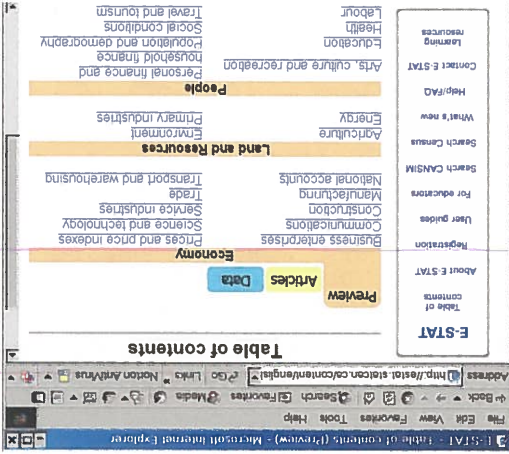 E-STAT - Table of contents (Preview) - Microsoft Internet Explorer
File Edit View Favorites Tools Help
Back Search Favorites Media
Address http://estat.statcan.ca/content/english Go Links Norton AntiVirus
E-STAT
Table of
contents
About E-STAT
Registration
User guides
For educators
Search CANSIM
Search Census
What's new
Help/FAQ
Contact E-STAT
Learning
resources
Table of contents
Preview Articles Data
Economy
Business enterprises
Communications
Construction
Manufacturing
National accounts
Prices and price indexes
Science and technology
Service industries
Trade
Transport and warehousing
Land and Resources
Agriculture
Energy
Environment
Primary industries
People
Arts, culture and recreation
Education
Health
Labour
Personal finance and
household finance
Population and demography
Social conditions
Travel and tourism